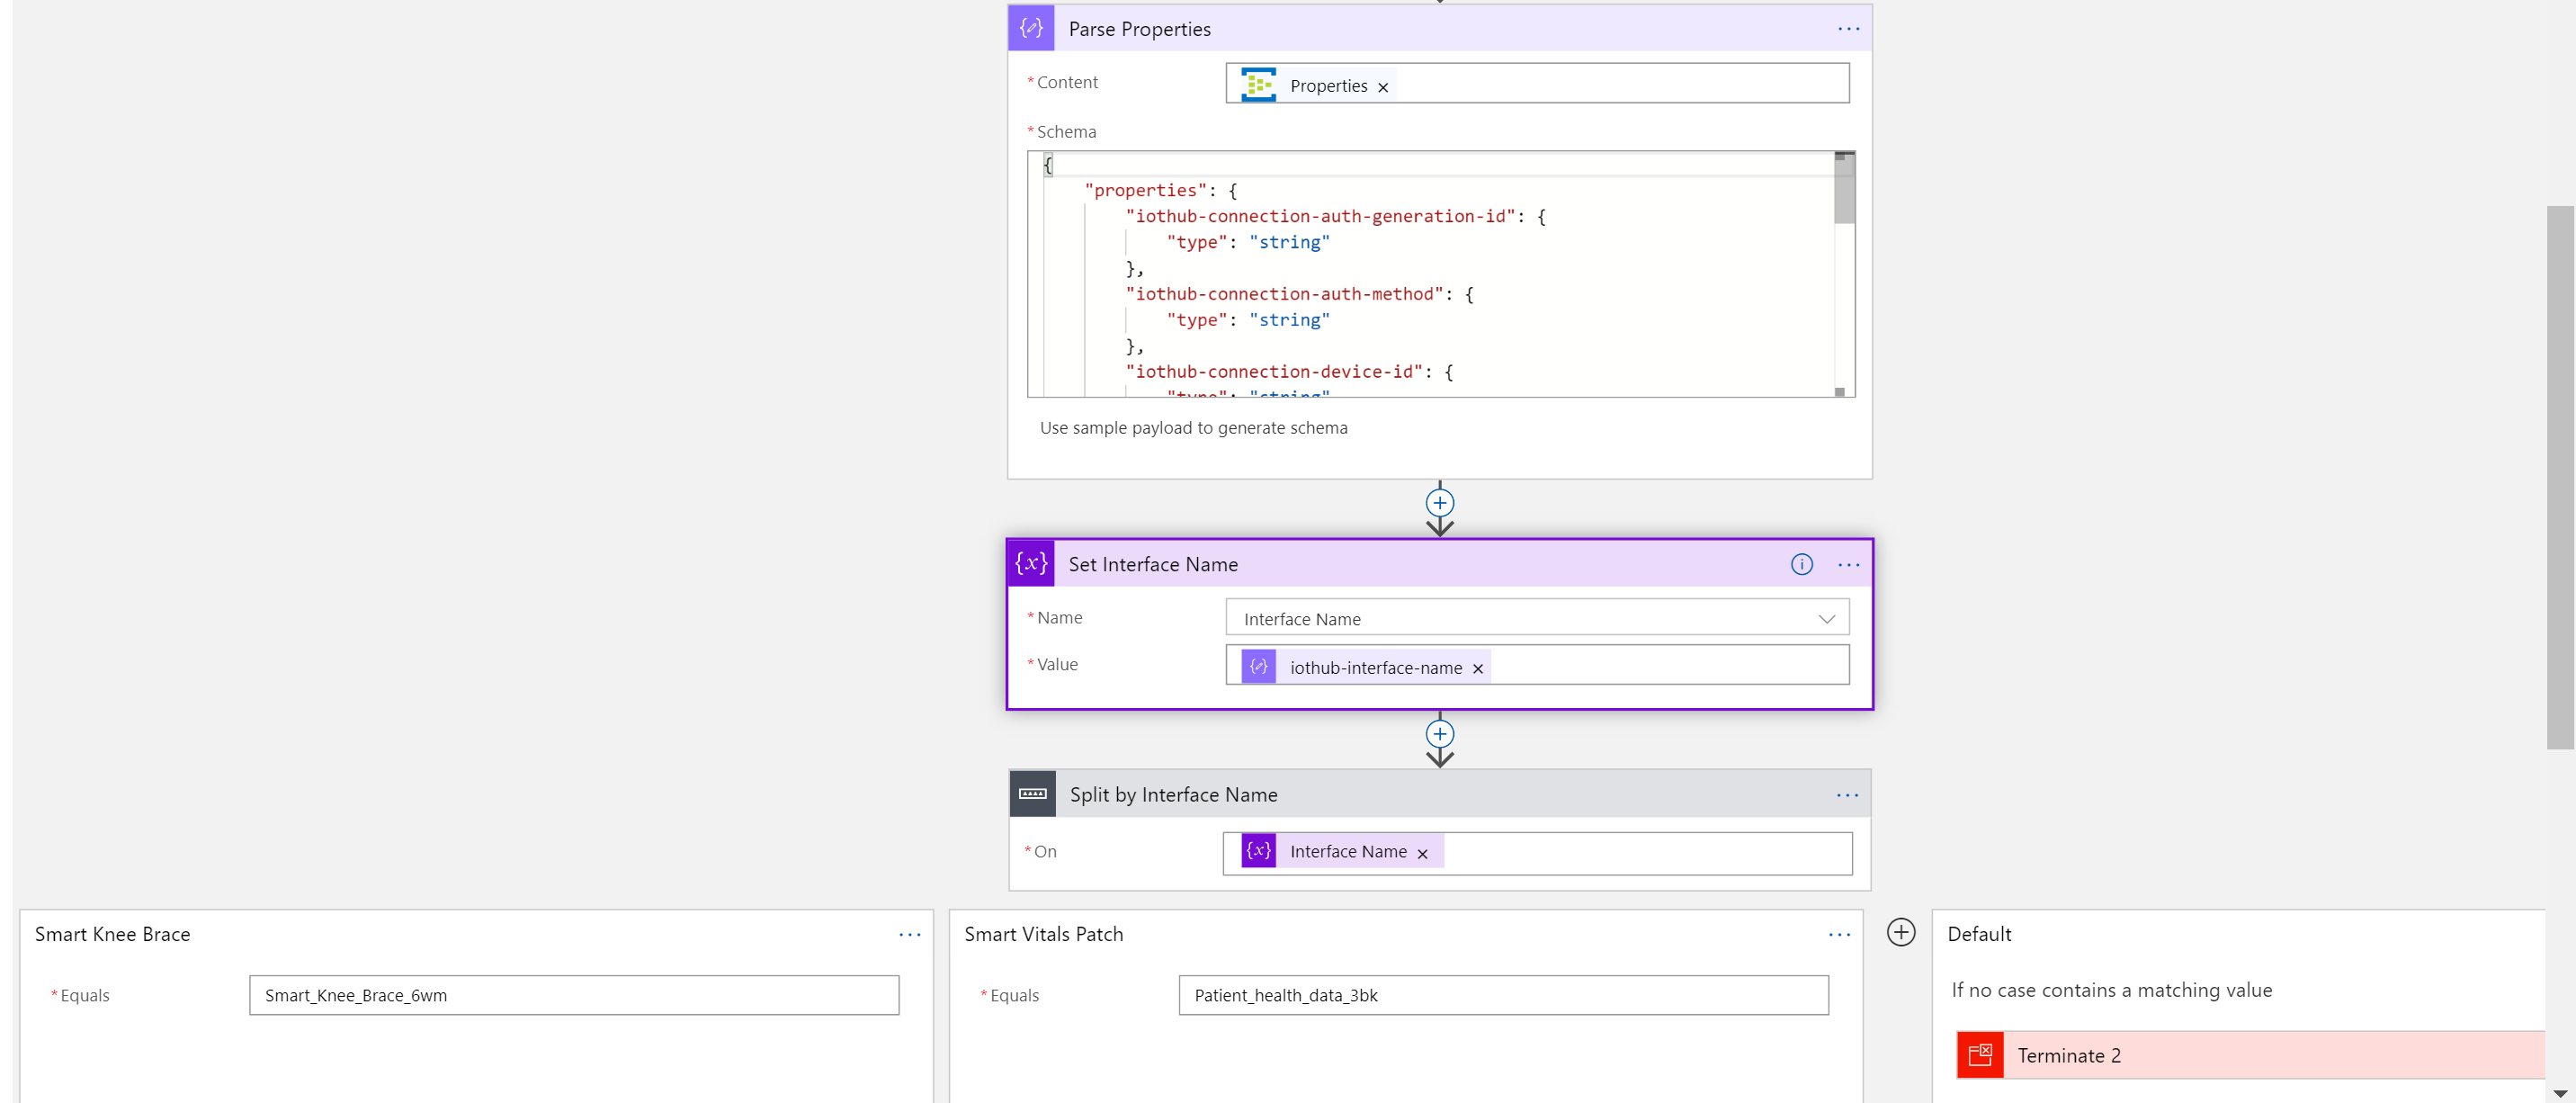 Parse Properties
* Content
Properties ×
* Schema
{
"properties": {
"iothub-connection-auth-generation-id": {
"type": "string"
},
"iothub-connection-auth-method": {
"type": "string"
},
"iothub-connection-device-id": {
"type": "string"
Use sample payload to generate schema
{x} Set Interface Name
* Name
Interface Name
* Value
iothub-interface-name ×
Split by Interface Name
* On
{x} Interface Name ×
Smart Knee Brace
* Equals
Smart_Knee_Brace_6wm
Smart Vitals Patch
* Equals
Patient_health_data_3bk
Default
If no case contains a matching value
Terminate 2